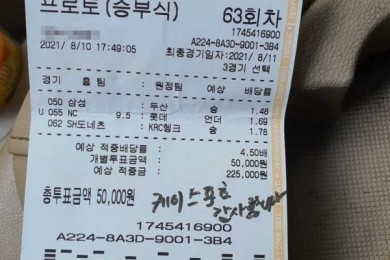 프로토(승부식) 63회차
1745416900
2021/ 8/10 17:49:05 A224-8A3D-9001-3B4
최종경기일자:2021/ 8/11
3경기 선택
경기 홈팀 : 원정팀 예상 배당률
050 삼성 : 두산 승 1.48
U 055 NC 9.5 : 롯데 언더 1.69
062 SH도네츠 : KRC헹크 승 1.78
예상 적중배당률 : 4.50배
개별투표금액 : 50,000원
예상 적중금 : 225,000원
총투표금액 50,000원
케이스포츠
감사합니다
1745416900
A224-8A3D-9001-3B4